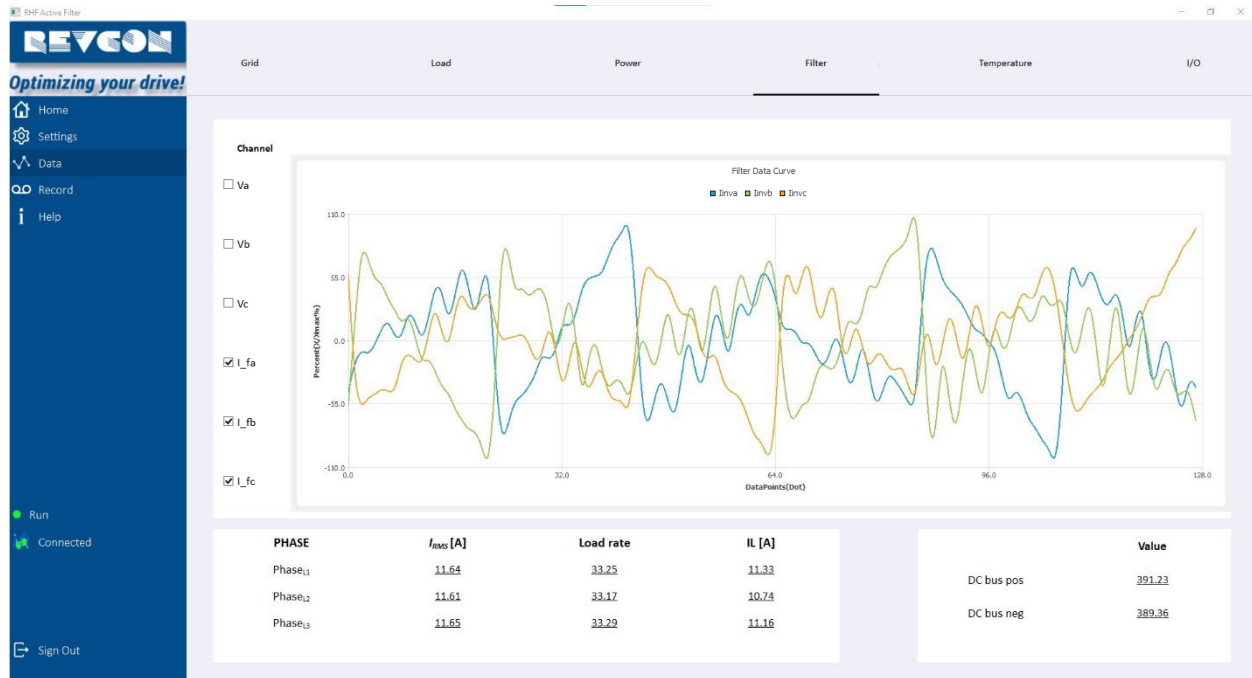 RHF Active Filter
REVCON
Optimizing your drive!
Home
Settings
Data
Record
Help
Run
Connected
Sign Out
Grid Load Power Filter Temperature I/O
Channel
Va
Vb
Vc
I_fa
I_fb
I_fc
Filter Data Curve
Iinva Iinvb Iinvc
Percent(X/Xmax%)
110.0
55.0
0.0
-55.0
-110.0
0.0 32.0 64.0 96.0 128.0
DataPoints(Dot)
PHASE IRMS [A] Load rate IL [A]
PhaseL1 11.64 33.25 11.33
PhaseL2 11.61 33.17 10.74
PhaseL3 11.65 33.29 11.16
Value
DC bus pos 391.23
DC bus neg 389.36